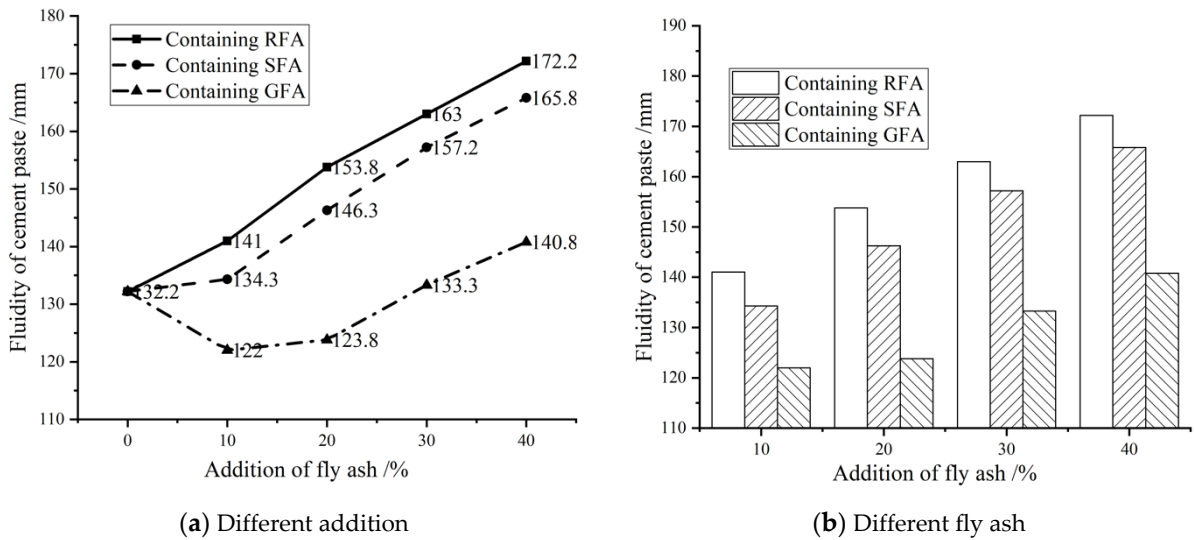 180
170
160
150
140
130
120
110
Fluidity of cement paste /mm
Containing RFA
Containing SFA
Containing GFA
172.2
165.8
163
157.2
153.8
146.3
141
134.3
132.2
140.8
133.3
123.8
122
0 10 20 30 40
Addition of fly ash /%
(a) Different addition
190
180
170
160
150
140
130
120
110
Fluidity of cement paste /mm
Containing RFA
Containing SFA
Containing GFA
10 20 30 40
Addition of fly ash /%
(b) Different fly ash